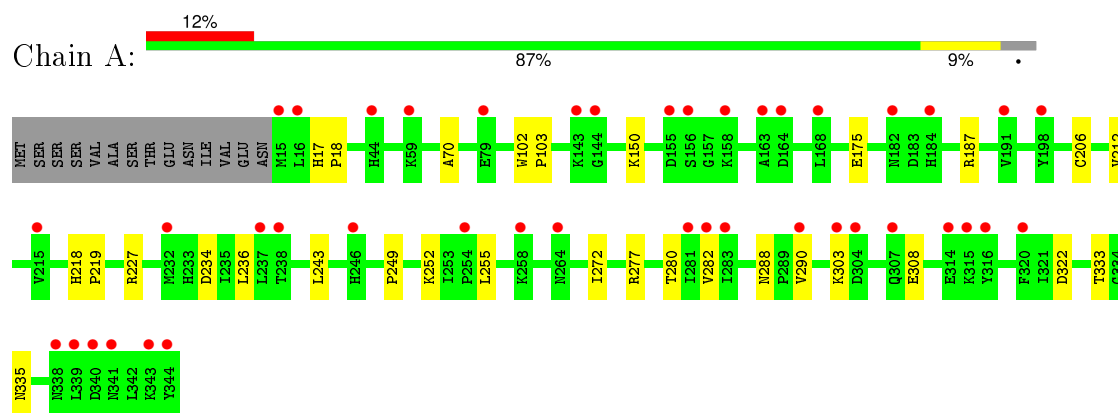 12%
Chain A:
87% 9% •
MET SER SER SER VAL ALA SER THR GLU ASN ILE VAL GLU ASN M15 L16 H17 P18 H44 K59 A70 E79 W102 P103 K143 G144 K150 D155 S156 G157 K158 A163 D164 L168 E175 N182 D183 H184 R187 V191 Y198 C206
V215 H218 P219 R227 M232 H233 D234 I235 L236 L237 T238 L243 H246 P249 K252 I253 P254 L255 K258 N264 I272 R277 T280 I281 V282 I283 N288 P289 V290 K303 D304 Q307 E308 E314 K315 Y316 F320 I321 D322 T333
N335 N338 L339 D340 N341 L342 K343 Y344